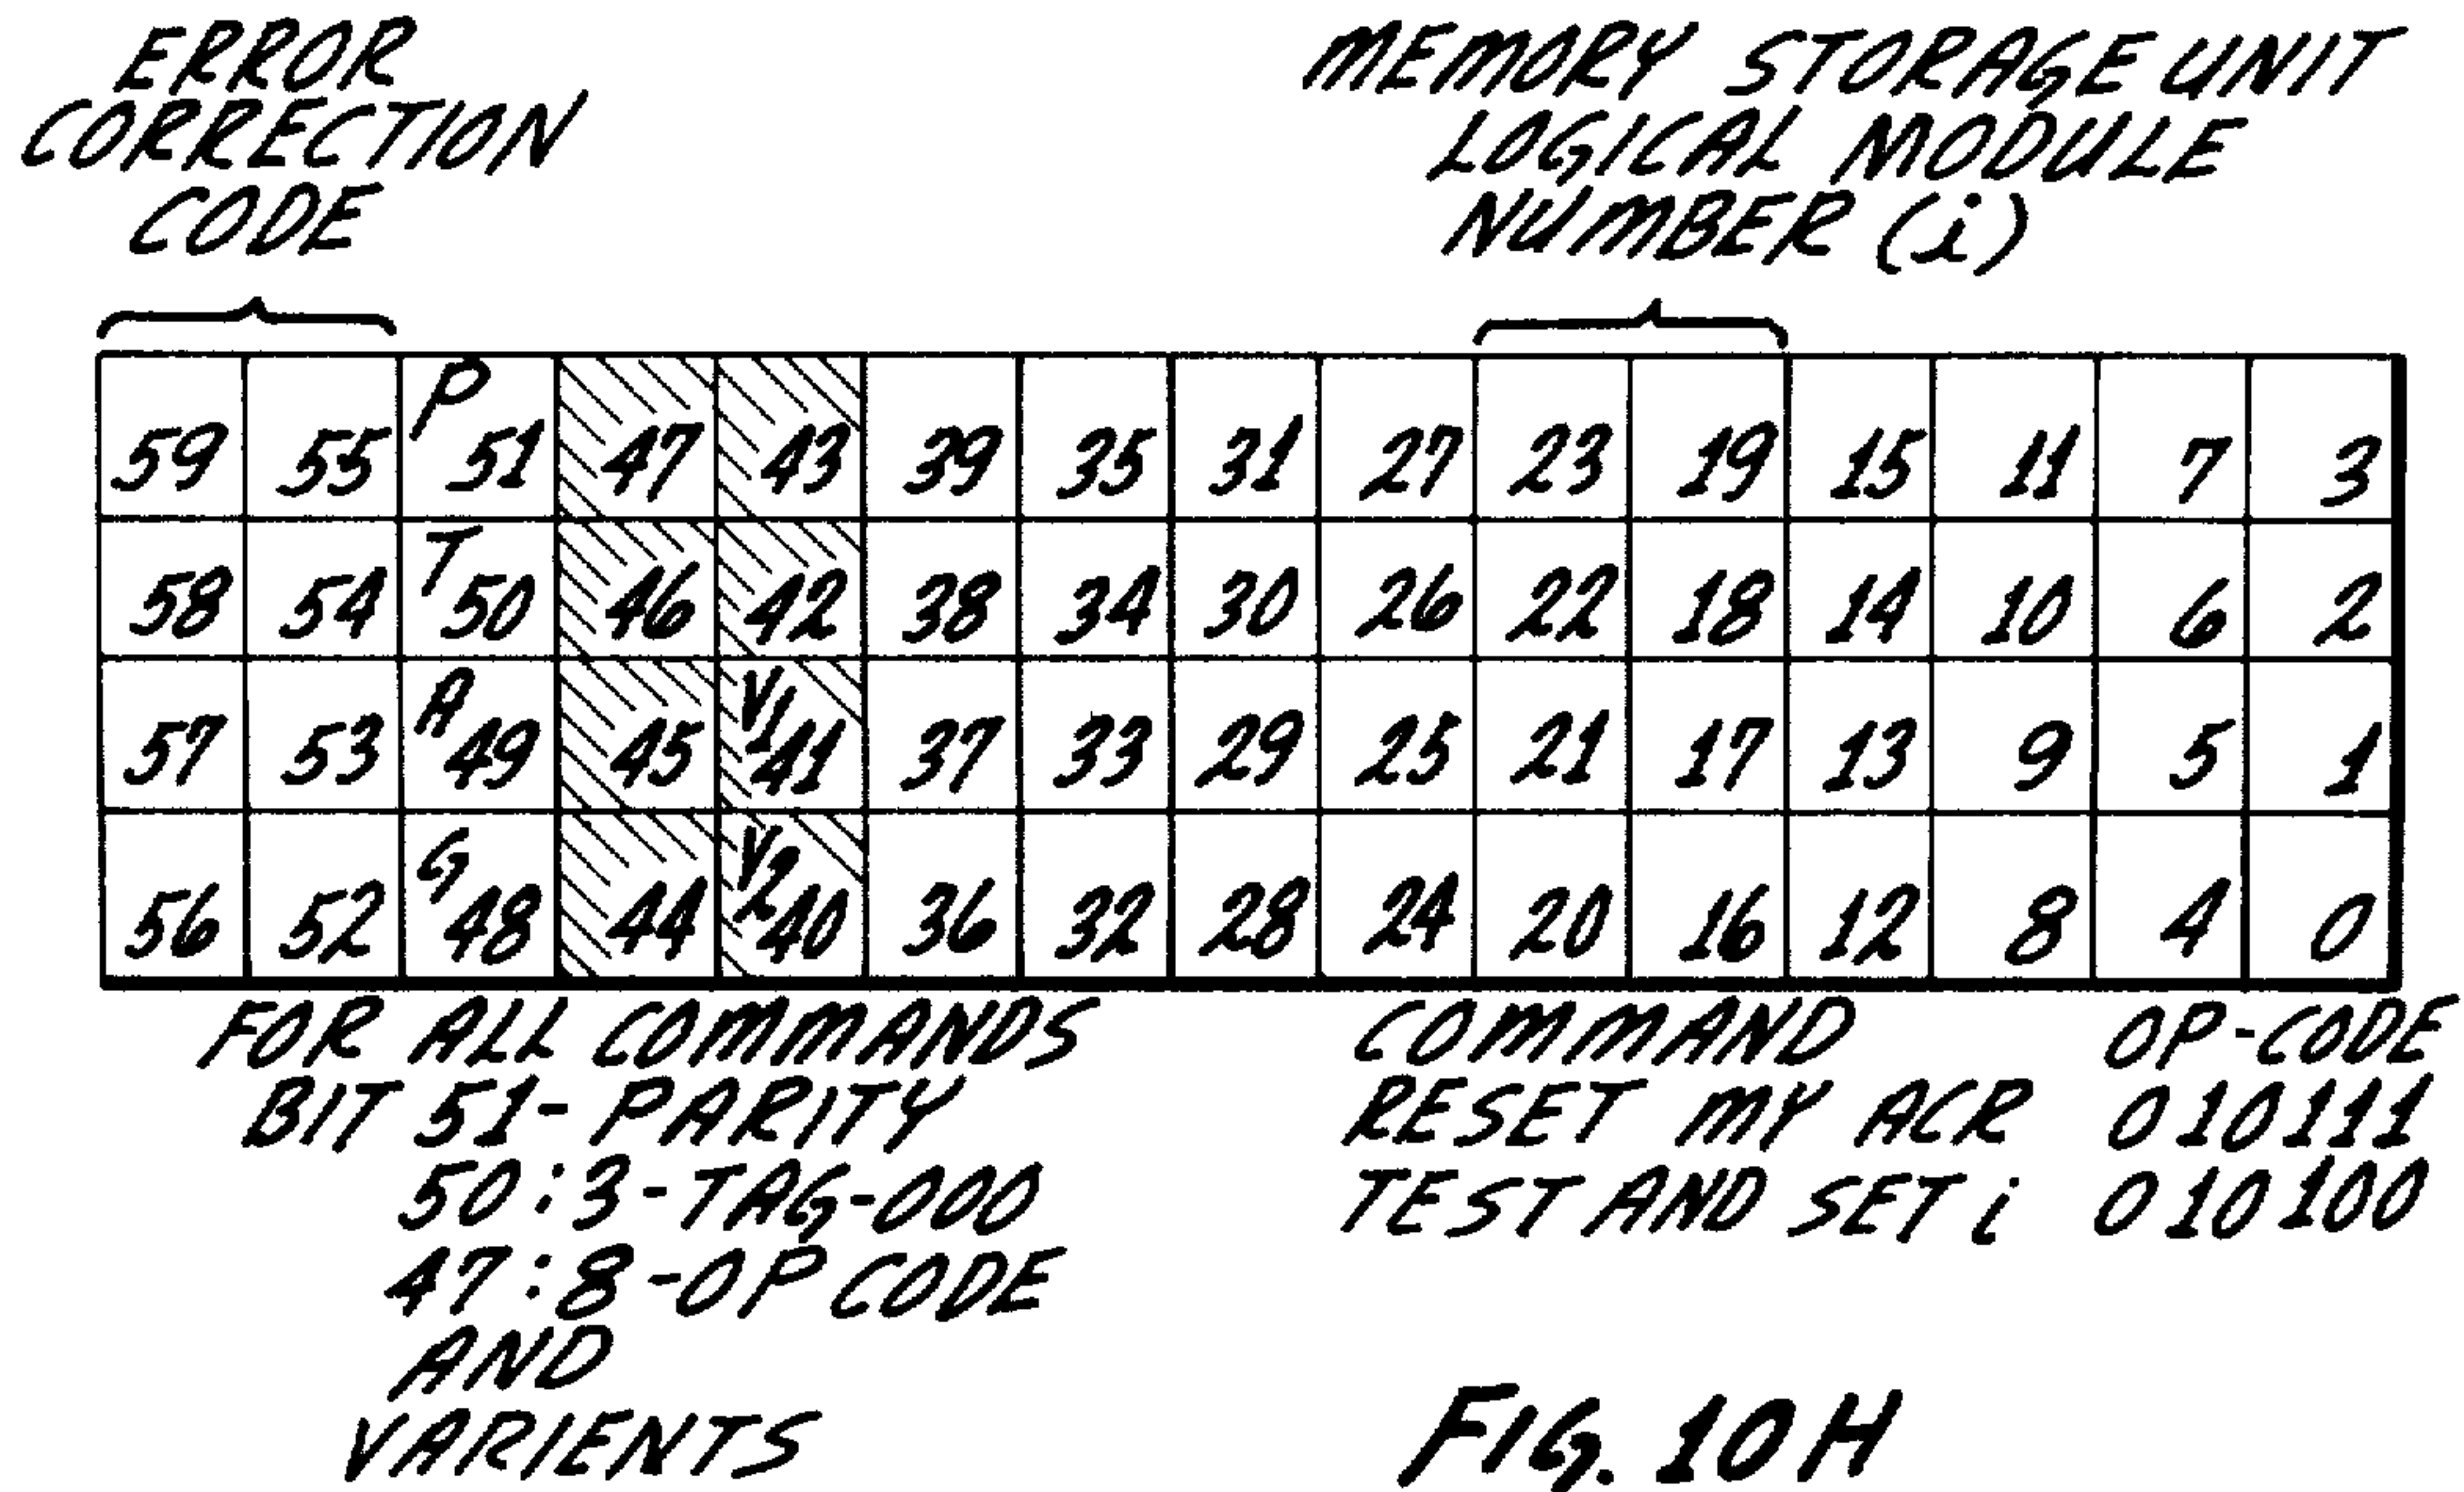 ERROR
CORRECTION
CODE
MEMORY STORAGE UNIT
LOGICAL MODULE
NUMBER (i)
59 55 P 51 47 43 39 35 31 27 23 19 15 11 7 3
58 54 T 50 46 42 38 34 30 26 22 18 14 10 6 2
57 53 A 49 45 V1 41 37 33 29 25 21 17 13 9 5 1
56 52 G 48 44 V2 40 36 32 28 24 20 16 12 8 4 0
FOR ALL COMMANDS
BIT 51- PARITY
50:3-TAG-000
47:8-OP CODE
AND
VARIENTS
COMMAND OP-CODE
RESET MY ACR 010111
TEST AND SET i 010100
FIG. 10H